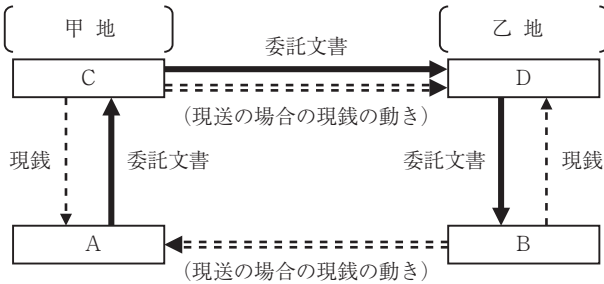 甲 地
乙 地
委託文書
C
D
(現送の場合の現銭の動き)
現銭
委託文書
委託文書
現銭
A
B
(現送の場合の現銭の動き)